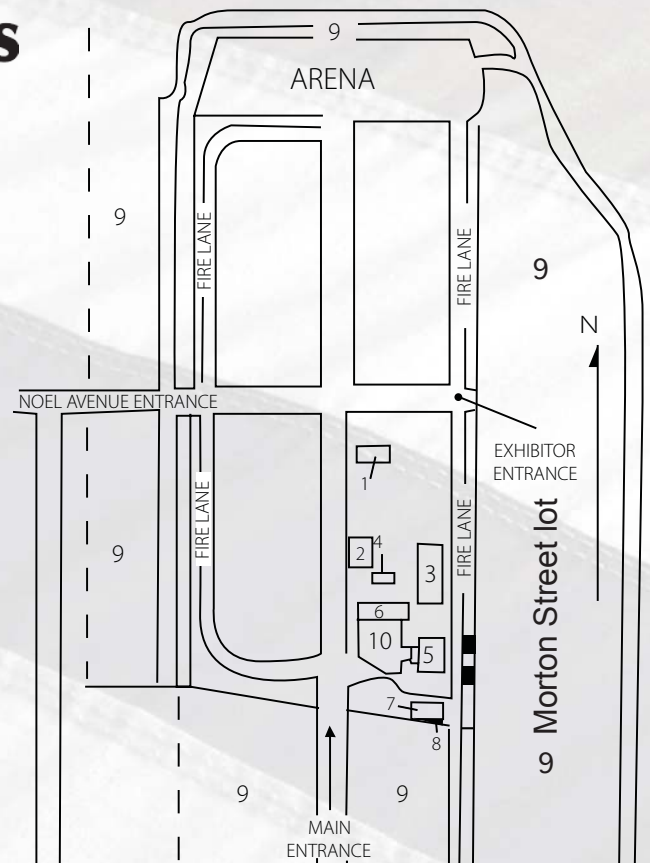 s
9
ARENA
9
FIRE LANE
FIRE LANE
9
N
NOEL AVENUE ENTRANCE
EXHIBITOR
ENTRANCE
1
FIRE LANE
FIRE LANE
9
2
4
3
6
10
5
9 Morton Street lot
7
8
9
9
9
MAIN
ENTRANCE